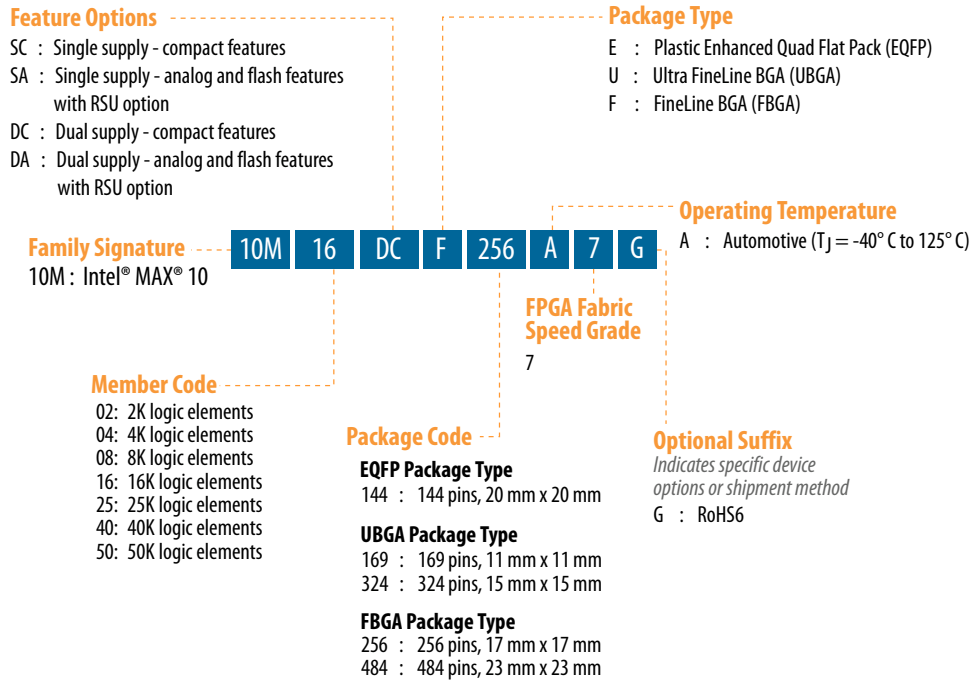 Feature Options
SC : Single supply - compact features
SA : Single supply - analog and flash features
with RSU option
DC : Dual supply - compact features
DA : Dual supply - analog and flash features
with RSU option
Package Type
E : Plastic Enhanced Quad Flat Pack (EQFP)
U : Ultra FineLine BGA (UBGA)
F : FineLine BGA (FBGA)
Operating Temperature
A : Automotive (TJ = -40° C to 125° C)
Family Signature
10M : Intel® MAX® 10
10M 16 DC F 256 A 7 G
FPGA Fabric
Speed Grade
7
Member Code
02: 2K logic elements
04: 4K logic elements
08: 8K logic elements
16: 16K logic elements
25: 25K logic elements
40: 40K logic elements
50: 50K logic elements
Package Code
EQFP Package Type
144 : 144 pins, 20 mm x 20 mm
UBGA Package Type
169 : 169 pins, 11 mm x 11 mm
324 : 324 pins, 15 mm x 15 mm
FBGA Package Type
256 : 256 pins, 17 mm x 17 mm
484 : 484 pins, 23 mm x 23 mm
Optional Suffix
Indicates specific device
options or shipment method
G : RoHS6